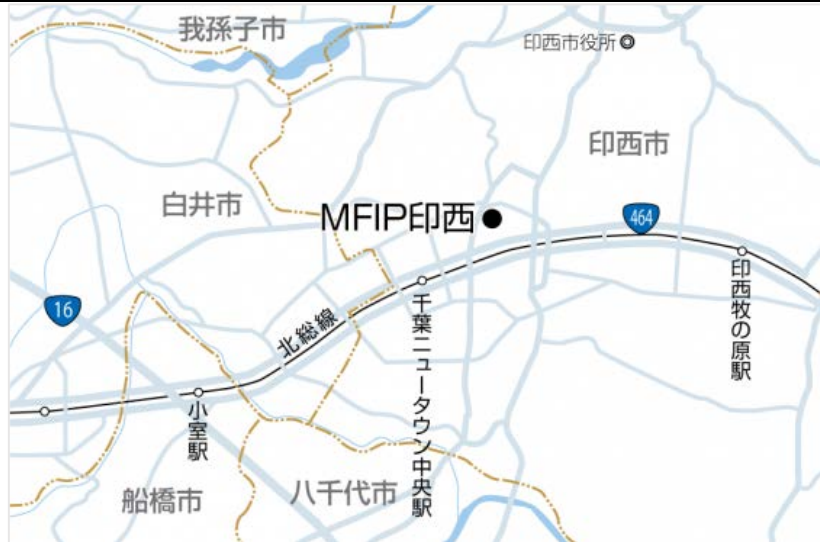 我孫子市
印西市役所
印西市
白井市
MFIP印西
464
16
北総線
千葉ニュータウン中央駅
印西牧の原駅
小室駅
船橋市
八千代市